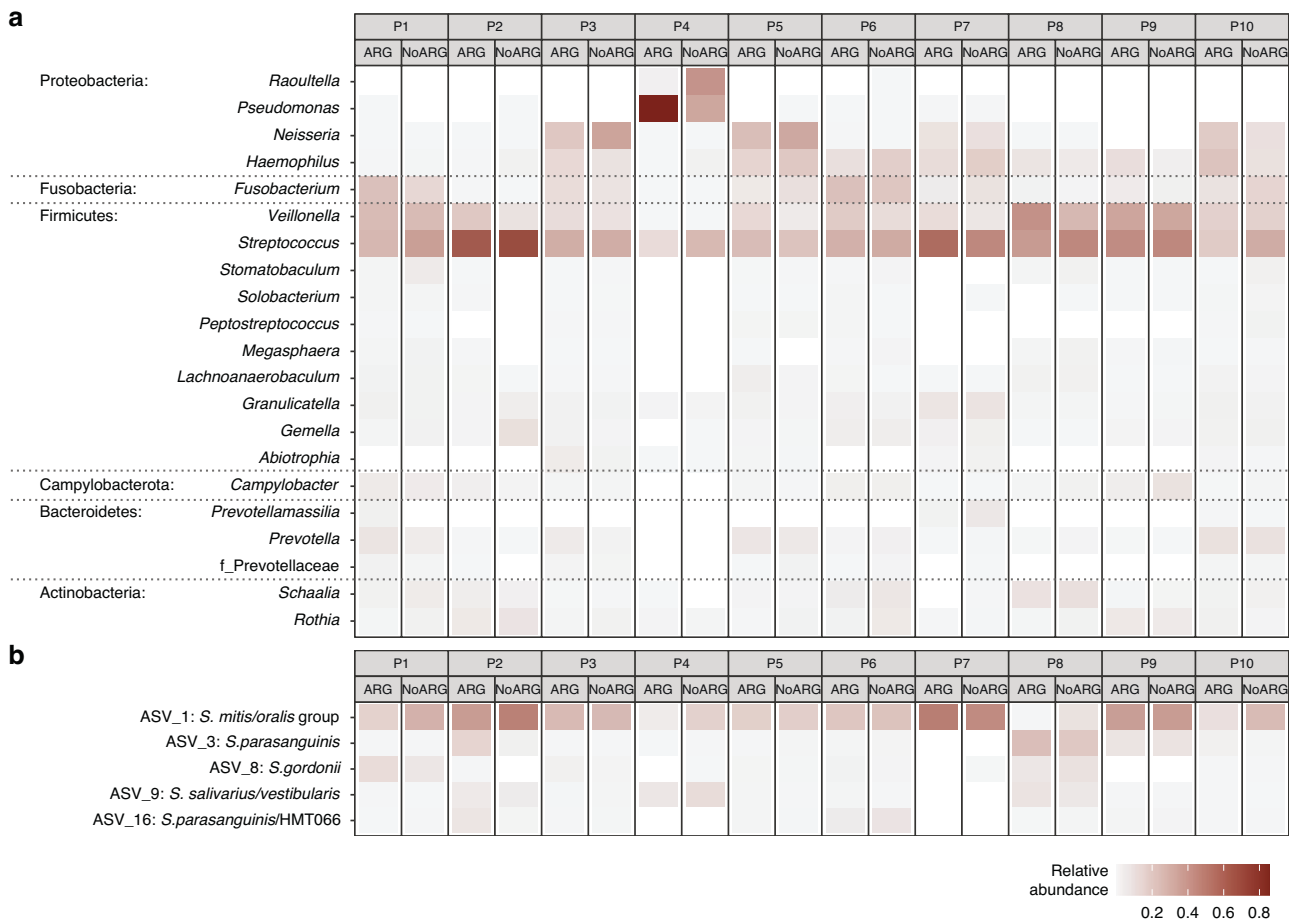 a
P1 P2 P3 P4 P5 P6 P7 P8 P9 P10
ARG NoARG ARG NoARG ARG NoARG ARG NoARG ARG NoARG ARG NoARG ARG NoARG ARG NoARG ARG NoARG ARG NoARG
Proteobacteria: Raoultella
Pseudomonas
Neisseria
Haemophilus
Fusobacteria: Fusobacterium
Firmicutes: Veillonella
Streptococcus
Stomatobaculum
Solobacterium
Peptostreptococcus
Megasphaera
Lachnoanaerobaculum
Granulicatella
Gemella
Abiotrophia
Campylobacterota: Campylobacter
Bacteroidetes: Prevotellamassilia
Prevotella
f_Prevotellaceae
Actinobacteria: Schaalia
Rothia
b
P1 P2 P3 P4 P5 P6 P7 P8 P9 P10
ARG NoARG ARG NoARG ARG NoARG ARG NoARG ARG NoARG ARG NoARG ARG NoARG ARG NoARG ARG NoARG ARG NoARG
ASV_1: S. mitis/oralis group
ASV_3: S.parasanguinis
ASV_8: S.gordonii
ASV_9: S. salivarius/vestibularis
ASV_16: S.parasanguinis/HMT066
Relative
abundance
0.2 0.4 0.6 0.8